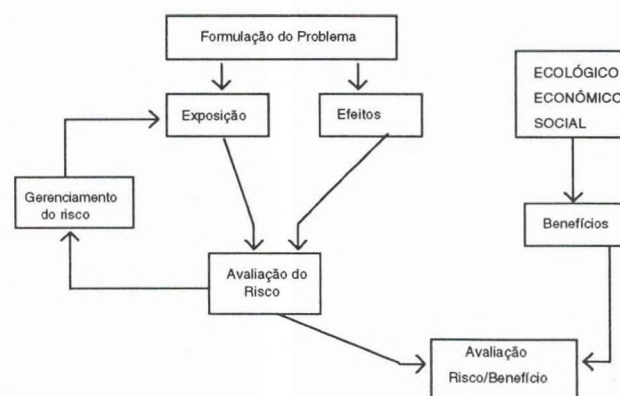 Formulação do Problema
Exposição
Efeitos
ECOLÓGICO
ECONÔMICO
SOCIAL
Gerenciamento
do risco
Benefícios
Avaliação do
Risco
Avaliação
Risco/Benefício